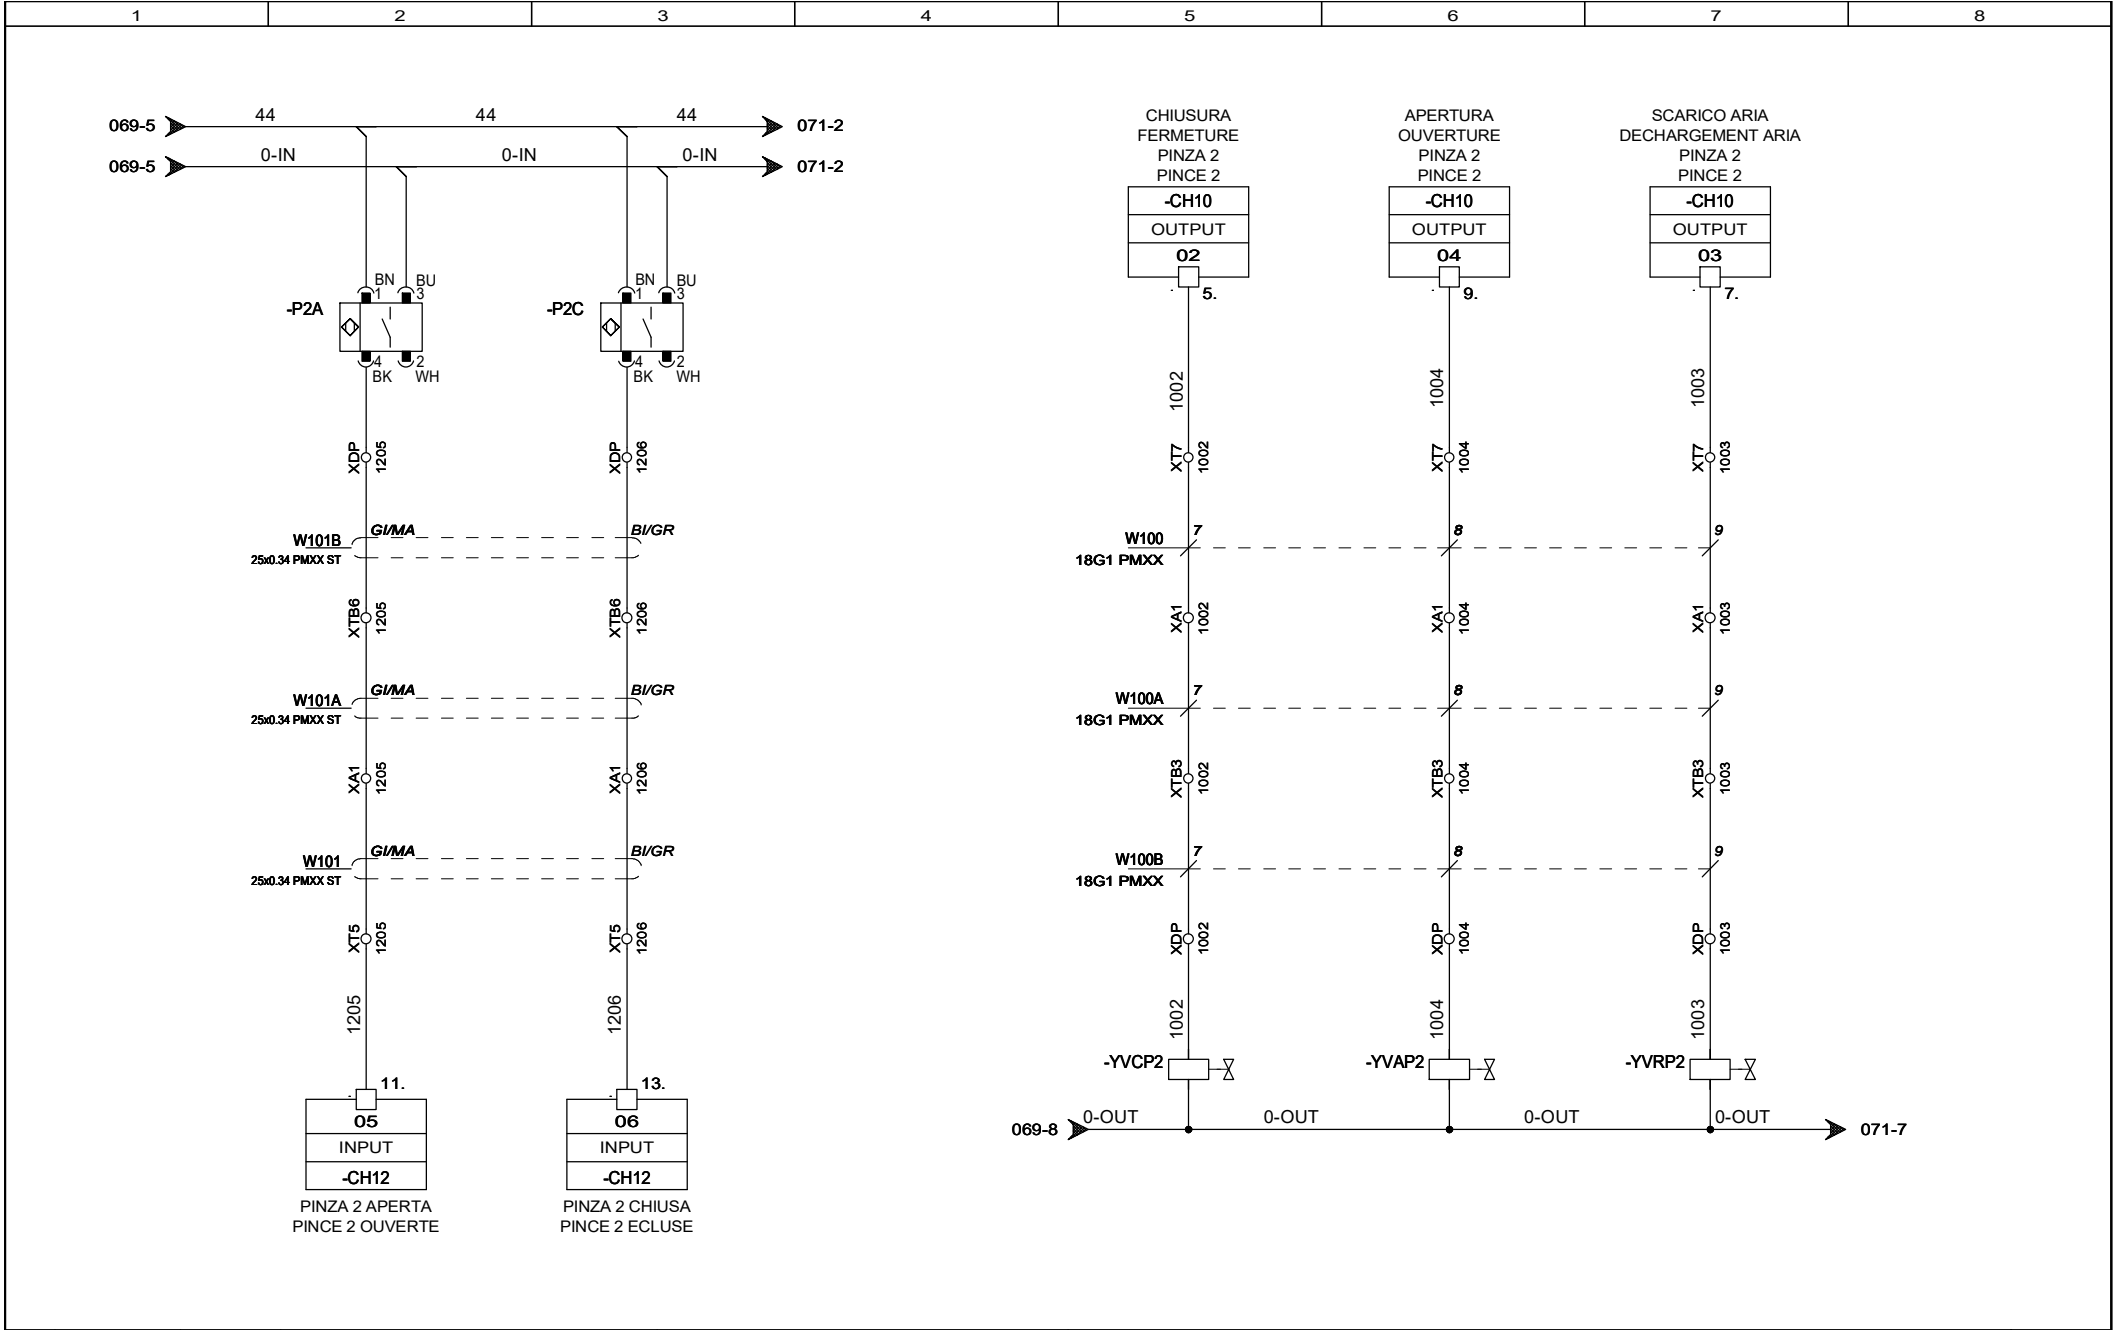 1 2 3 4 5 6 7 8
069-5 44 44 44 071-2
069-5 0-IN 0-IN 0-IN 071-2
BN BU
1 3
-P2A
4 2
BK WH
BN BU
1 3
-P2C
4 2
BK WH
XDP 1205
XDP 1206
W101B GI/MA BI/GR
25x0.34 PMXX ST
XTB6 1205
XTB6 1206
W101A GI/MA BI/GR
25x0.34 PMXX ST
XA1 1205
XA1 1206
W101 GI/MA BI/GR
25x0.34 PMXX ST
XT5 1205
XT5 1206
1205
1206
11.
05
INPUT
-CH12
PINZA 2 APERTA
PINCE 2 OUVERTE
13.
06
INPUT
-CH12
PINZA 2 CHIUSA
PINCE 2 ECLUSE
CHIUSURA
FERMETURE
PINZA 2
PINCE 2
-CH10
OUTPUT
02
5.
APERTURA
OUVERTURE
PINZA 2
PINCE 2
-CH10
OUTPUT
04
9.
SCARICO ARIA
DECHARGEMENT ARIA
PINZA 2
PINCE 2
-CH10
OUTPUT
03
7.
1002
1004
1003
XT7 1002
XT7 1004
XT7 1003
W100 7 8 9
18G1 PMXX
XA1 1002
XA1 1004
XA1 1003
W100A 7 8 9
18G1 PMXX
XTB3 1002
XTB3 1004
XTB3 1003
W100B 7 8 9
18G1 PMXX
XDP 1002
XDP 1004
XDP 1003
1002
1004
1003
-YVCP2
-YVAP2
-YVRP2
069-8 0-OUT 0-OUT 0-OUT 0-OUT 071-7